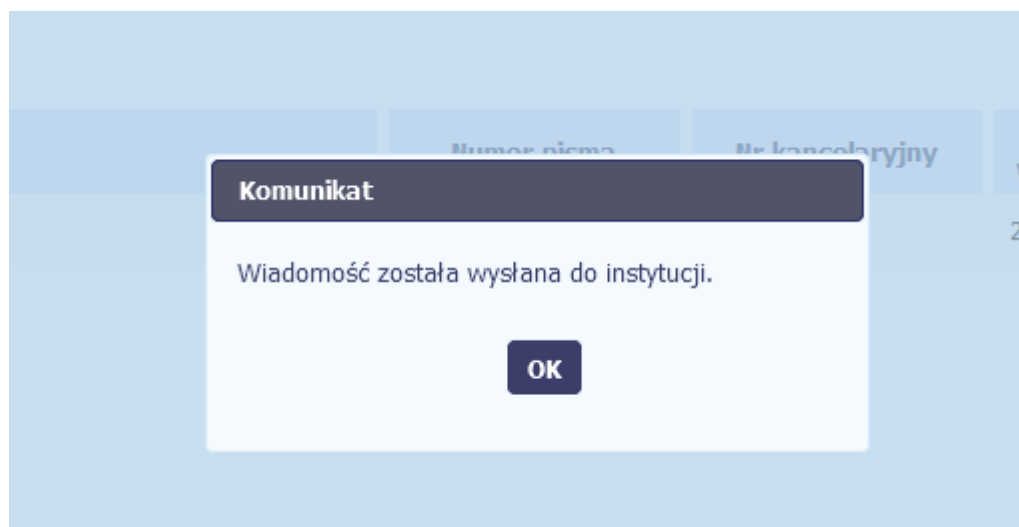 Numer pisma
Nr kancelaryjny
Komunikat
Wiadomość została wysłana do instytucji.
OK